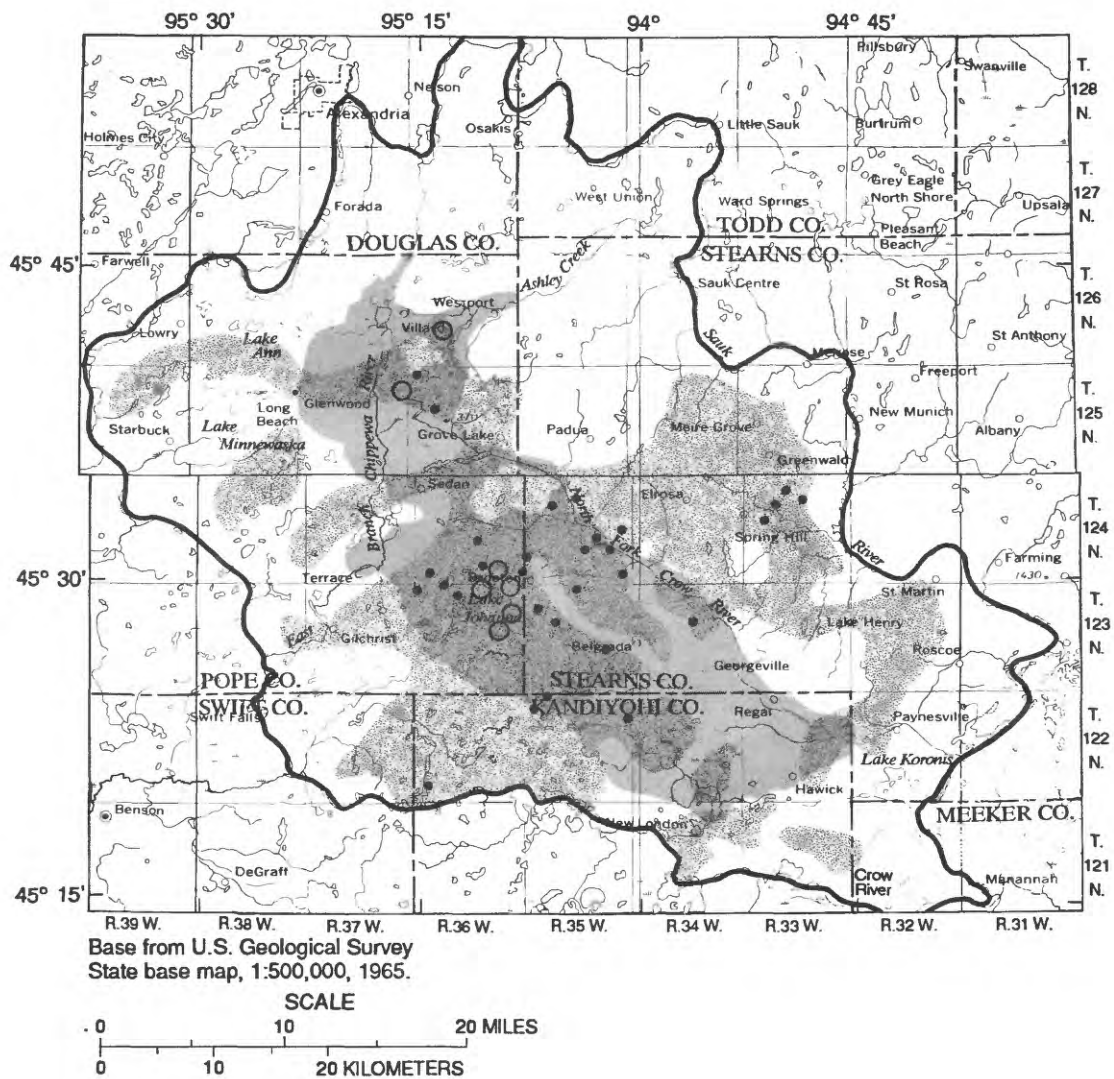 95° 30' 95° 15' 94° 94° 45'
Pillsbury
Swanville
T.
128
N.
Nelson
Alexandria
Osakis
Little Sauk
Burtrum
Holmes City
Grey Eagle
T.
127
N.
West Union
Ward Springs
North Shore
Upsala
Forada
TODD CO.
Pleasant
Beach
DOUGLAS CO.
STEARNS CO.
45° 45'
Farwell
Ashley Creek
Sauk Centre
St Rosa
T.
126
N.
Westport
Villard
Lowry
Lake
Ann
Sauk
Melrose
St Anthony
Freeport
River
Glenwood
Long
Beach
New Munich
T.
125
N.
Starbuck
Lake
Minnewaska
Chippewa
Grove Lake
Padua
Meire Grove
Albany
Greenwald
Sedan
North
Elrosa
T.
124
N.
Branch
Fork
Spring Hill
River
Farming
45° 30'
Terrace
Crow
St Martin
1430
Lake
Johanna
River
Lake Henry
T.
123
N.
East
Gilchrist
Belgrade
Roscoe
Georgeville
POPE CO.
STEARNS CO.
SWIFT CO.
KANDIYOHI CO.
Swift Falls
Regal
Paynesville
T.
122
N.
Lake Koronis
Hawick
Benson
New London
MEEKER CO.
DeGraff
T.
121
N.
45° 15'
Crow
River
Manannah
R.39 W. R.38 W. R.37 W. R.36 W. R.35 W. R.34 W. R.33 W. R.32 W. R.31 W.
Base from U.S. Geological Survey
State base map, 1:500,000, 1965.
SCALE
0 10 20 MILES
0 10 20 KILOMETERS